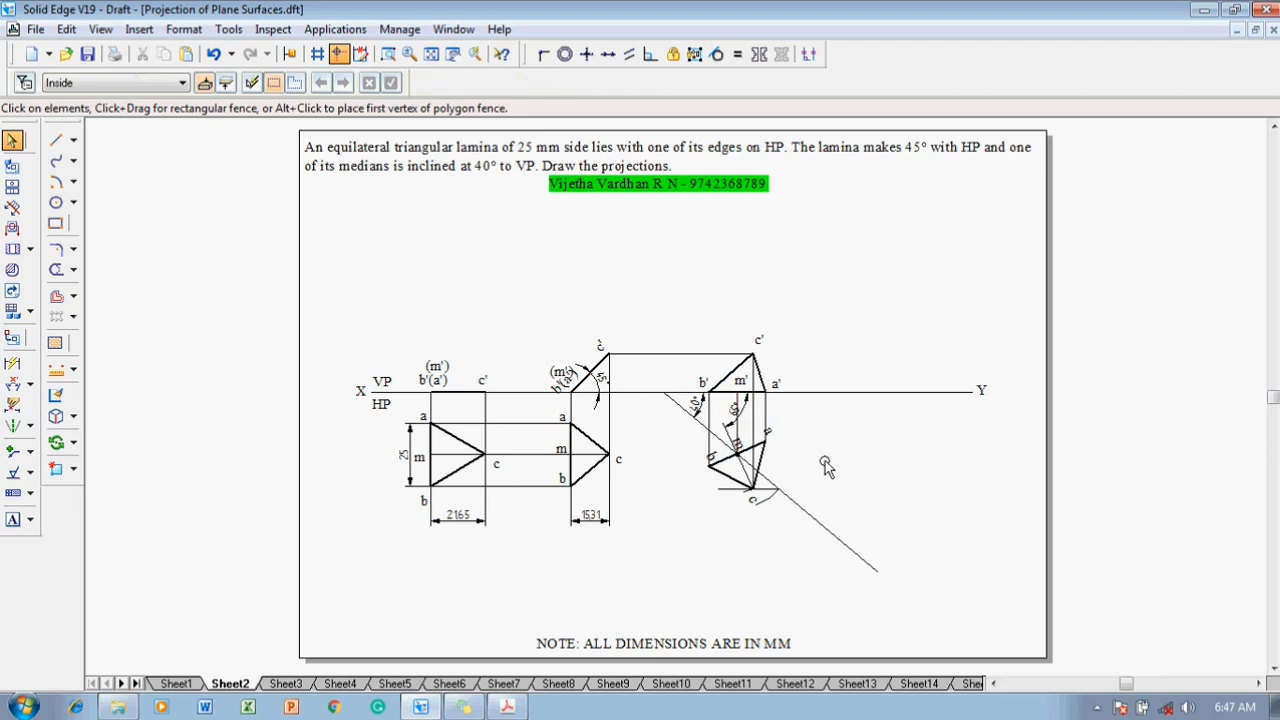 Solid Edge V19 - Draft - [Projection of Plane Surfaces.dft]
File Edit View Insert Format Tools Inspect Applications Manage Window Help
Inside
Click on elements, Click+Drag for rectangular fence, or Alt+Click to place first vertex of polygon fence.
An equilateral triangular lamina of 25 mm side lies with one of its edges on HP. The lamina makes 45° with HP and one
of its medians is inclined at 40° to VP. Draw the projections.
Vijetha Vardhan R N - 9742368789
c' c'
(m') (m')
X VP b'(a') c' b'(a') 45° b' m' a' Y
HP
40° 65°
a a a
25 m c m c b m
b b c
21.65 15.31
NOTE: ALL DIMENSIONS ARE IN MM
Sheet1 Sheet2 Sheet3 Sheet4 Sheet5 Sheet6 Sheet7 Sheet8 Sheet9 Sheet10 Sheet11 Sheet12 Sheet13 Sheet14 Shee
6:47 AM